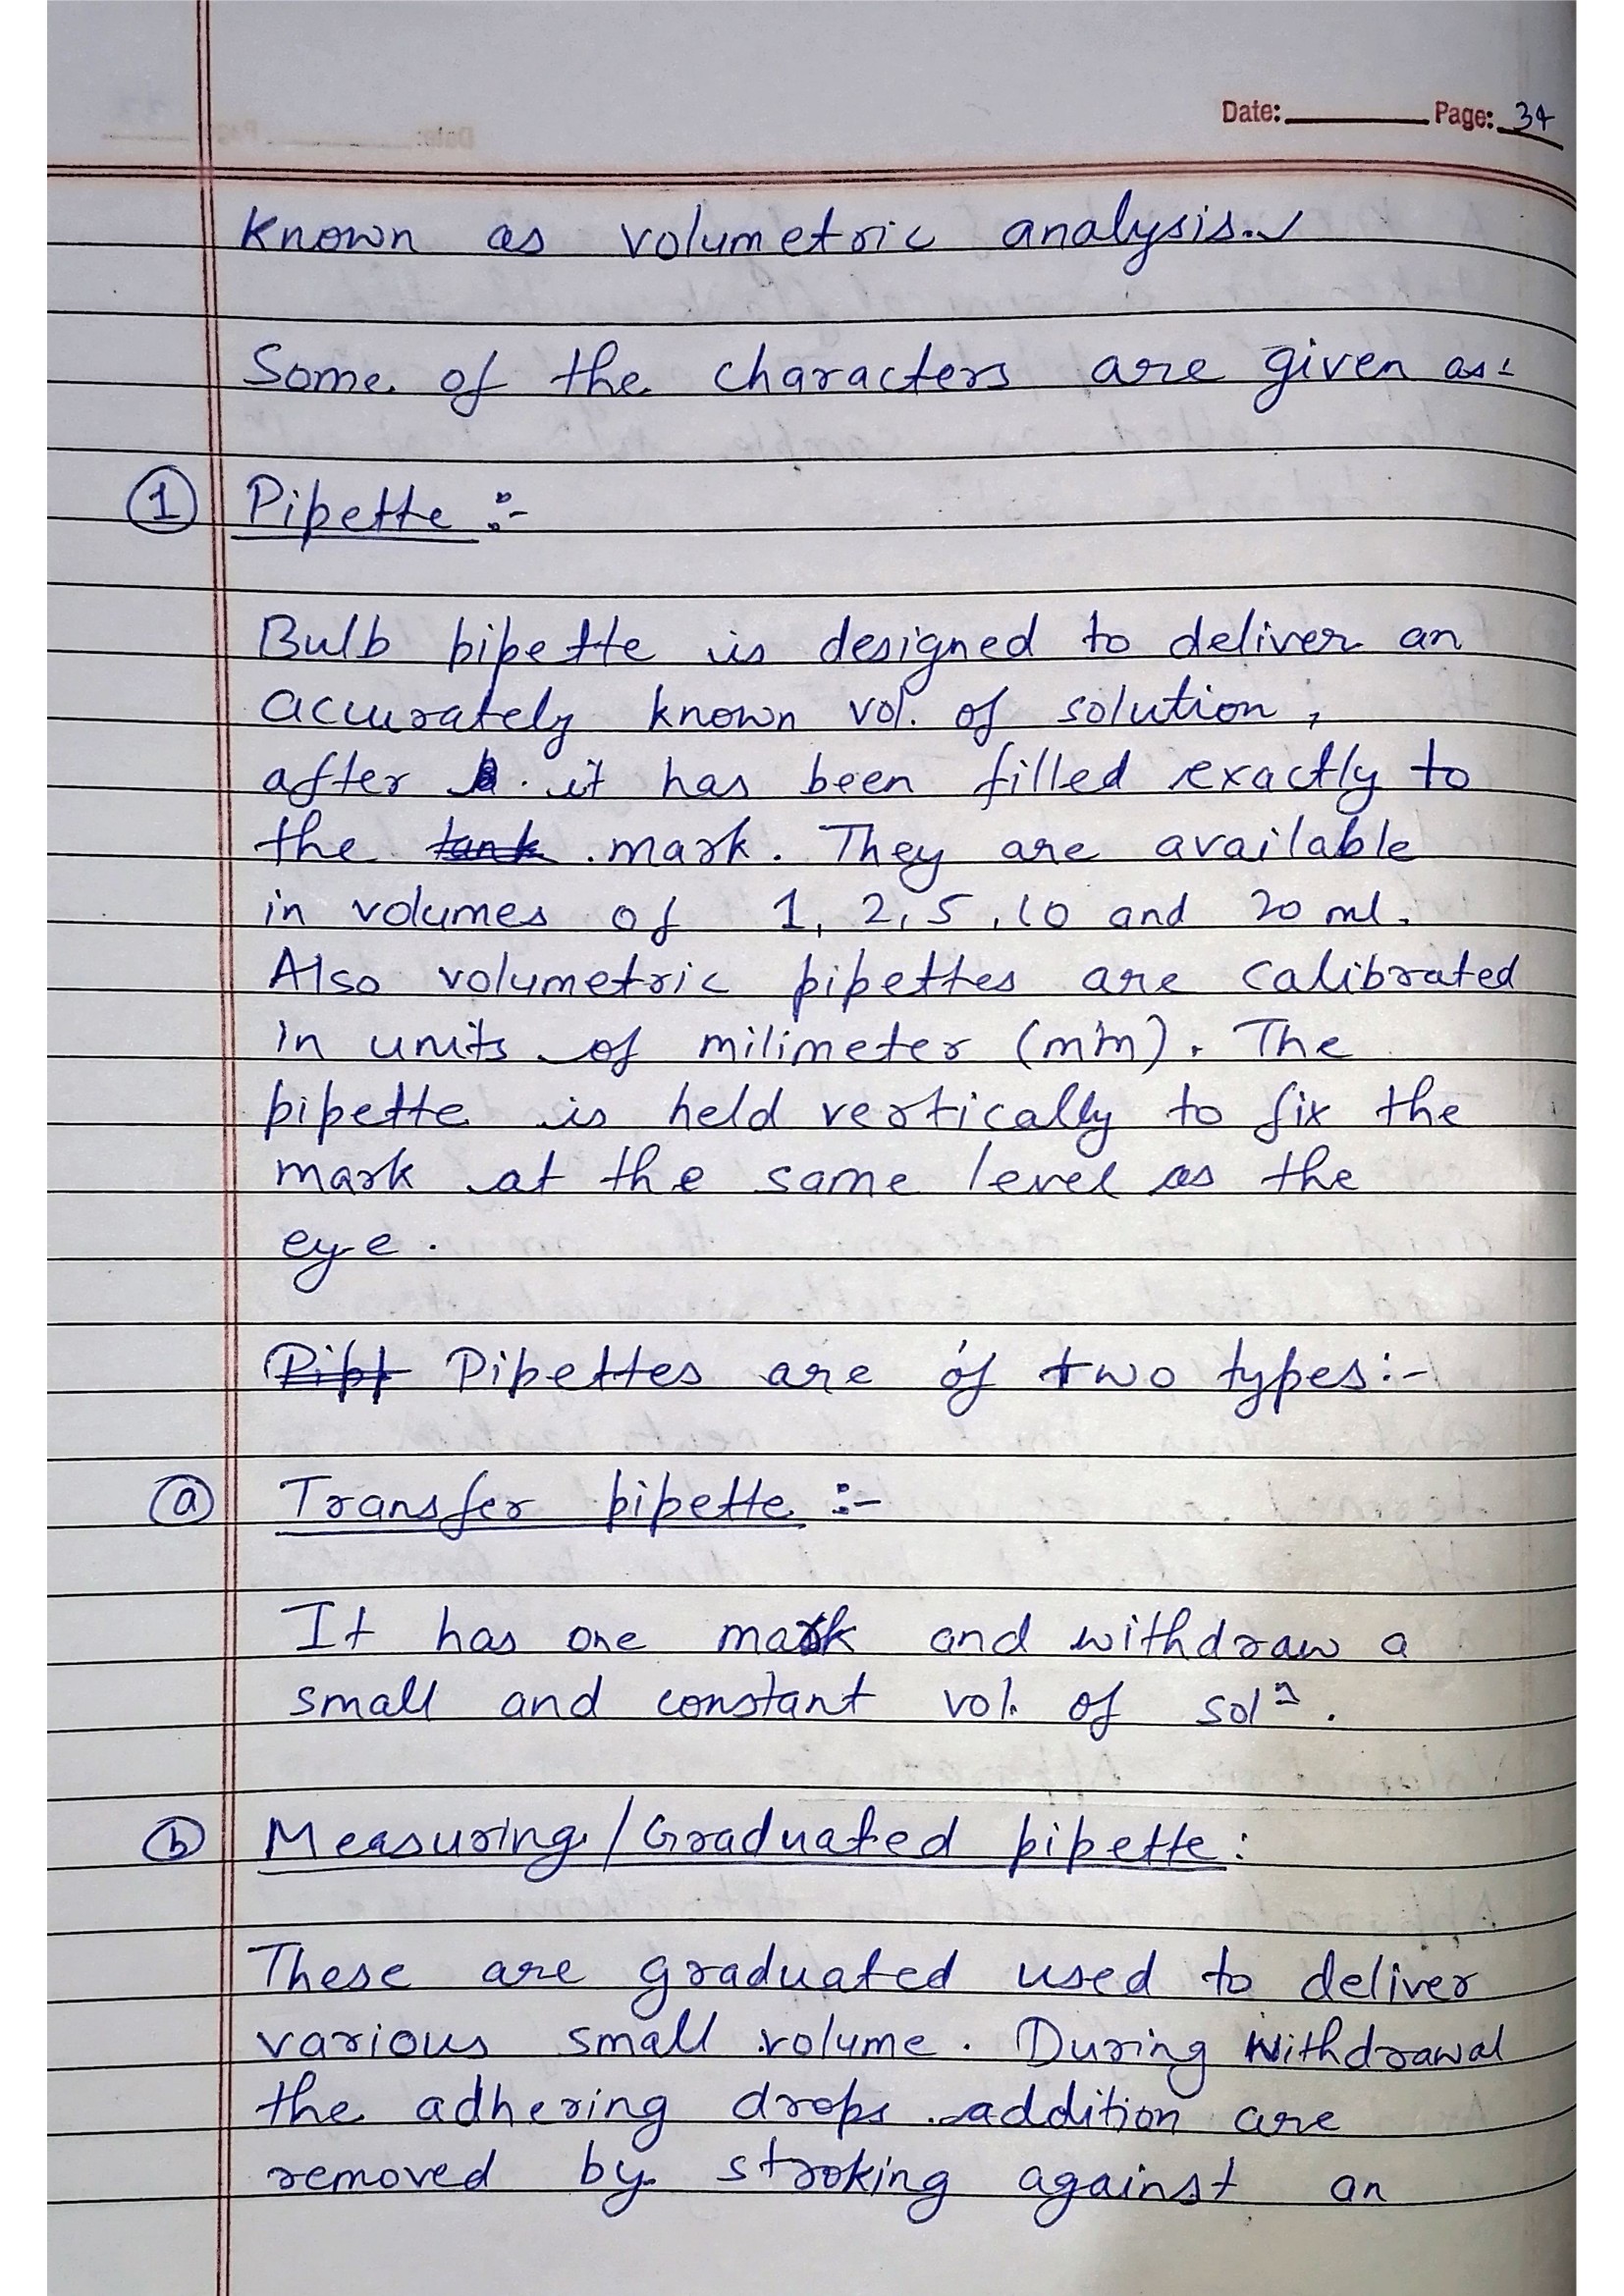 Date: Page: 34
Known as volumetric analysis.
Some of the characters are given as:
① Pipette :-
Bulb pipette is designed to deliver an
accurately known vol. of solution,
after it has been filled exactly to
the tank mark. They are available
in volumes of 1, 2, 5, 10 and 20 ml.
Also volumetric pipettes are calibrated
in units of milimeter (mm). The
pipette is held vertically to fix the
mark at the same level as the
eye.
Pipt Pipettes are of two types:-
ⓐ Transfer pipette :-
It has one mark and withdraw a
small and constant vol. of solⁿ.
ⓑ Measuring/Graduated pipette:
These are graduated used to deliver
various small volume. During withdrawal
the adhering drops addition are
removed by stroking against an